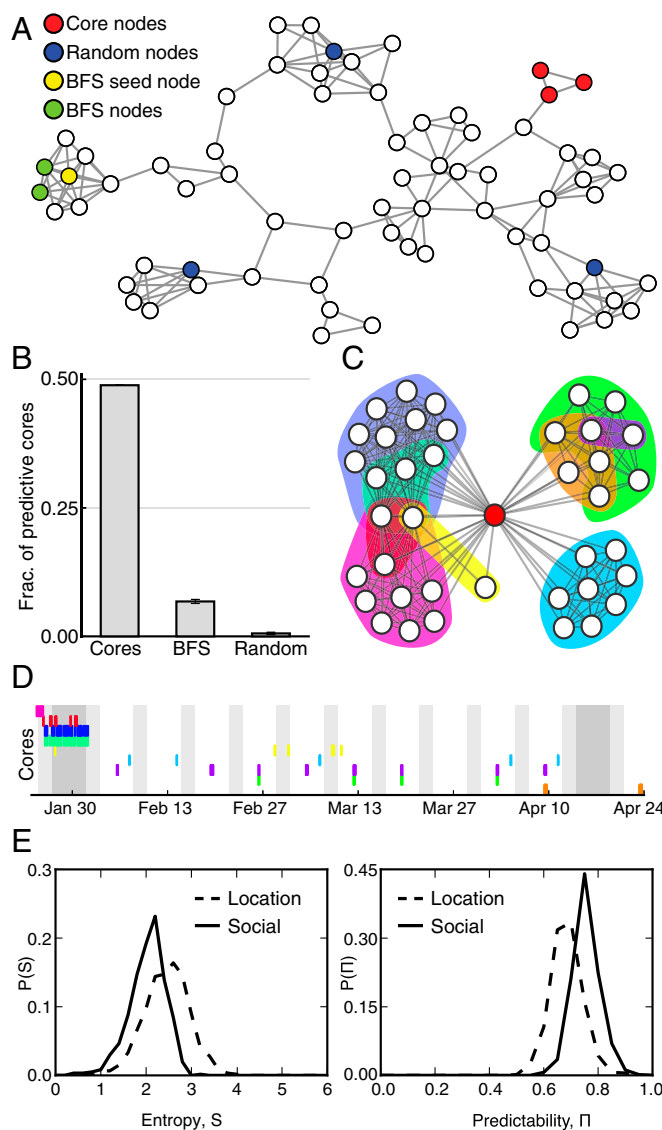 A
Core nodes
Random nodes
BFS seed node
BFS nodes
B
Frac. of predictive cores
0.50
0.25
0.00
Cores BFS Random
C
D
Cores
Jan 30 Feb 13 Feb 27 Mar 13 Mar 27 Apr 10 Apr 24
E
P(S)
0.3
0.2
0.1
0.0
Location
Social
0 1 2 3 4 5 6
Entropy, S
P(Π)
0.45
0.30
0.15
0.00
Location
Social
0.0 0.2 0.4 0.6 0.8 1.0
Predictability, Π